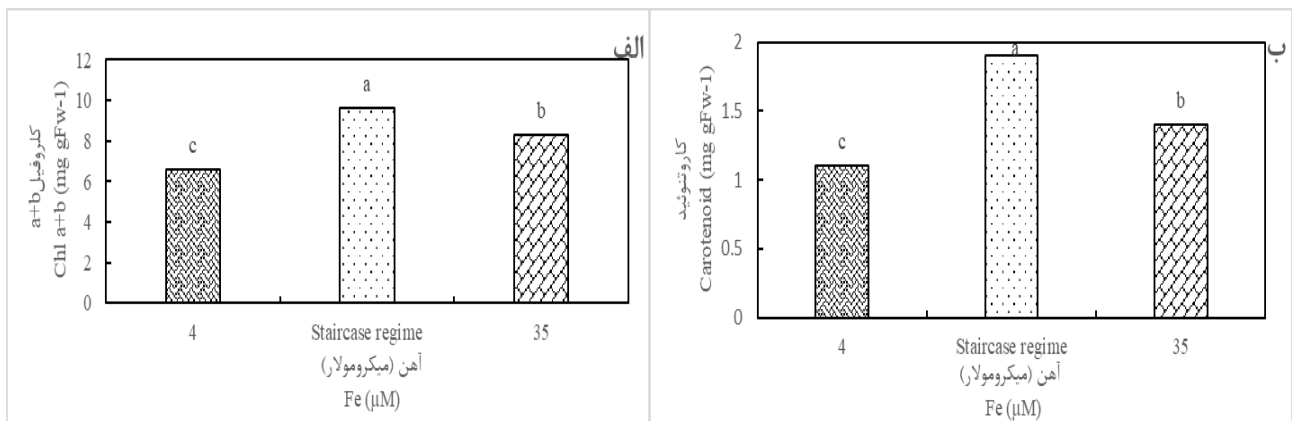 الف
کلروفیل a+b
Chl a+b (mg gFw-1)
12
10
8
6
4
2
0
c
a
b
4
Staircase regime
35
آهن (میکرومولار)
Fe (µM)
ب
کاروتنوئید
Carotenoid (mg gFw-1)
2
1.5
1
0.5
0
c
a
b
4
Staircase regime
35
آهن (میکرومولار)
Fe (µM)